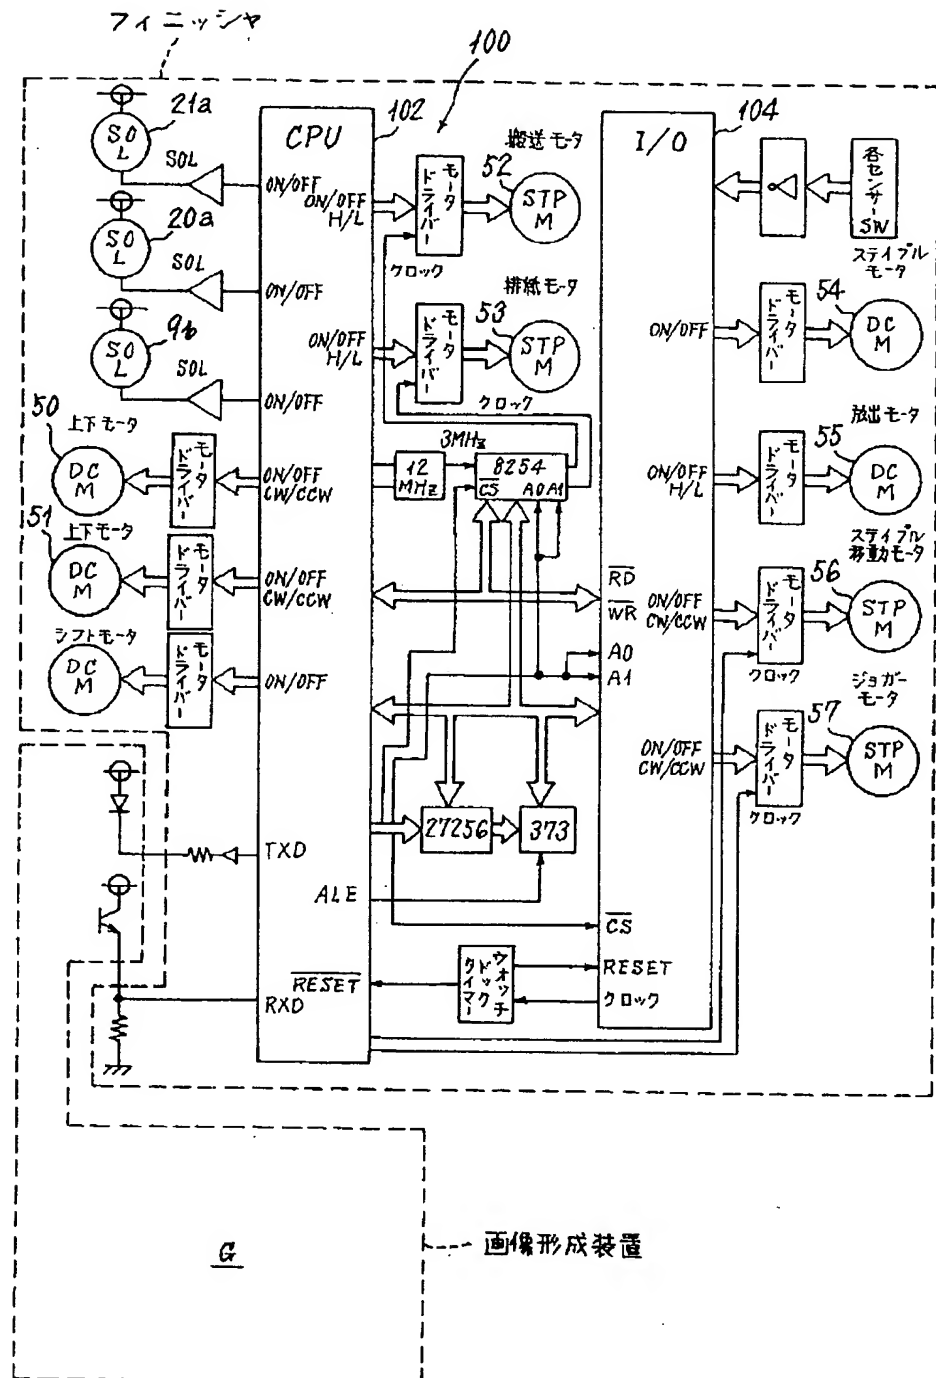 フィニッシャ
100
21a
SOL
SOL
ON/OFF
20a
SOL
SOL
ON/OFF
9b
SOL
SOL
ON/OFF
50
上下モータ
DC M
モータドライバー
ON/OFF
CW/CCW
51
上下モータ
DC M
モータドライバー
ON/OFF
CW/CCW
シフトモータ
DC M
モータドライバー
ON/OFF
CPU
102
TXD
ALE
RESET
RXD
ON/OFF
H/L
モータドライバー
クロック
搬送モータ
52
STP M
ON/OFF
H/L
モータドライバー
クロック
排紙モータ
53
STP M
12 MHz
3MHz
8254
CS
A0 A1
27256
373
ウォッチドックタイマー
I/O
104
RD
WR
A0
A1
CS
RESET
クロック
各センサーSW
ON/OFF
モータドライバー
ステイプル
モータ
54
DC M
ON/OFF
H/L
モータドライバー
放出モータ
55
DC M
ON/OFF
CW/CCW
モータドライバー
クロック
ステイプル
移動モータ
56
STP M
ON/OFF
CW/CCW
モータドライバー
クロック
ジョガー
モータ
57
STP M
G
画像形成装置